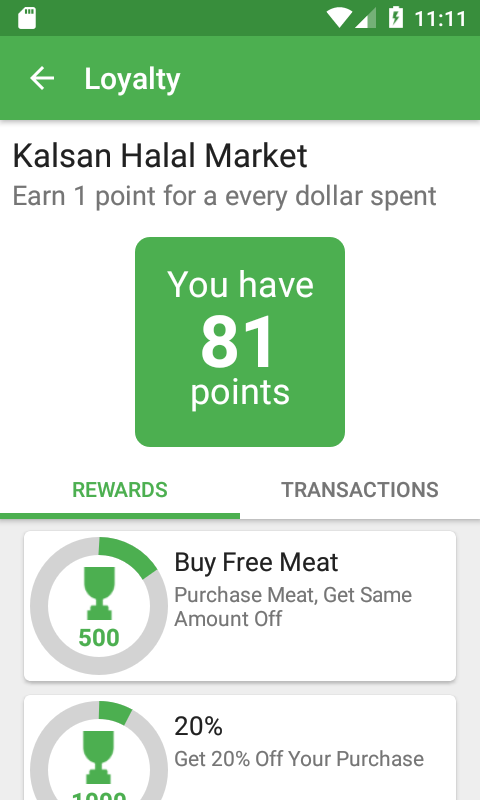 11:11
Loyalty
Kalsan Halal Market
Earn 1 point for a every dollar spent
You have
81
points
REWARDS
TRANSACTIONS
Buy Free Meat
Purchase Meat, Get Same
Amount Off
500
20%
Get 20% Off Your Purchase
1000